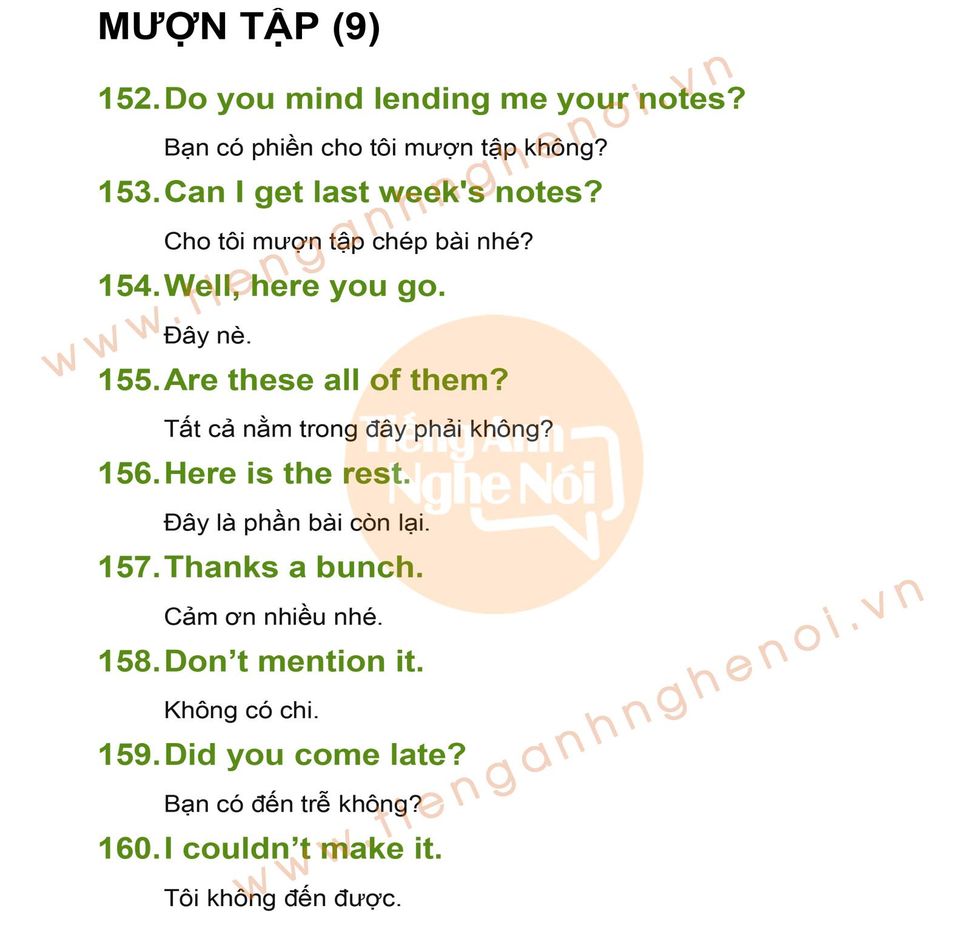 MƯỢN TẬP (9)
152. Do you mind lending me your notes?
Bạn có phiền cho tôi mượn tập không?
153. Can I get last week's notes?
Cho tôi mượn tập chép bài nhé?
154. Well, here you go.
Đây nè.
155. Are these all of them?
Tất cả nằm trong đây phải không?
156. Here is the rest.
Đây là phần bài còn lại.
157. Thanks a bunch.
Cảm ơn nhiều nhé.
158. Don’t mention it.
Không có chi.
159. Did you come late?
Bạn có đến trễ không?
160. I couldn’t make it.
Tôi không đến được.
www.tienganhnghenoi.vn
Tiếng Anh
Nghe Nói
www.tienganhnghenoi.vn